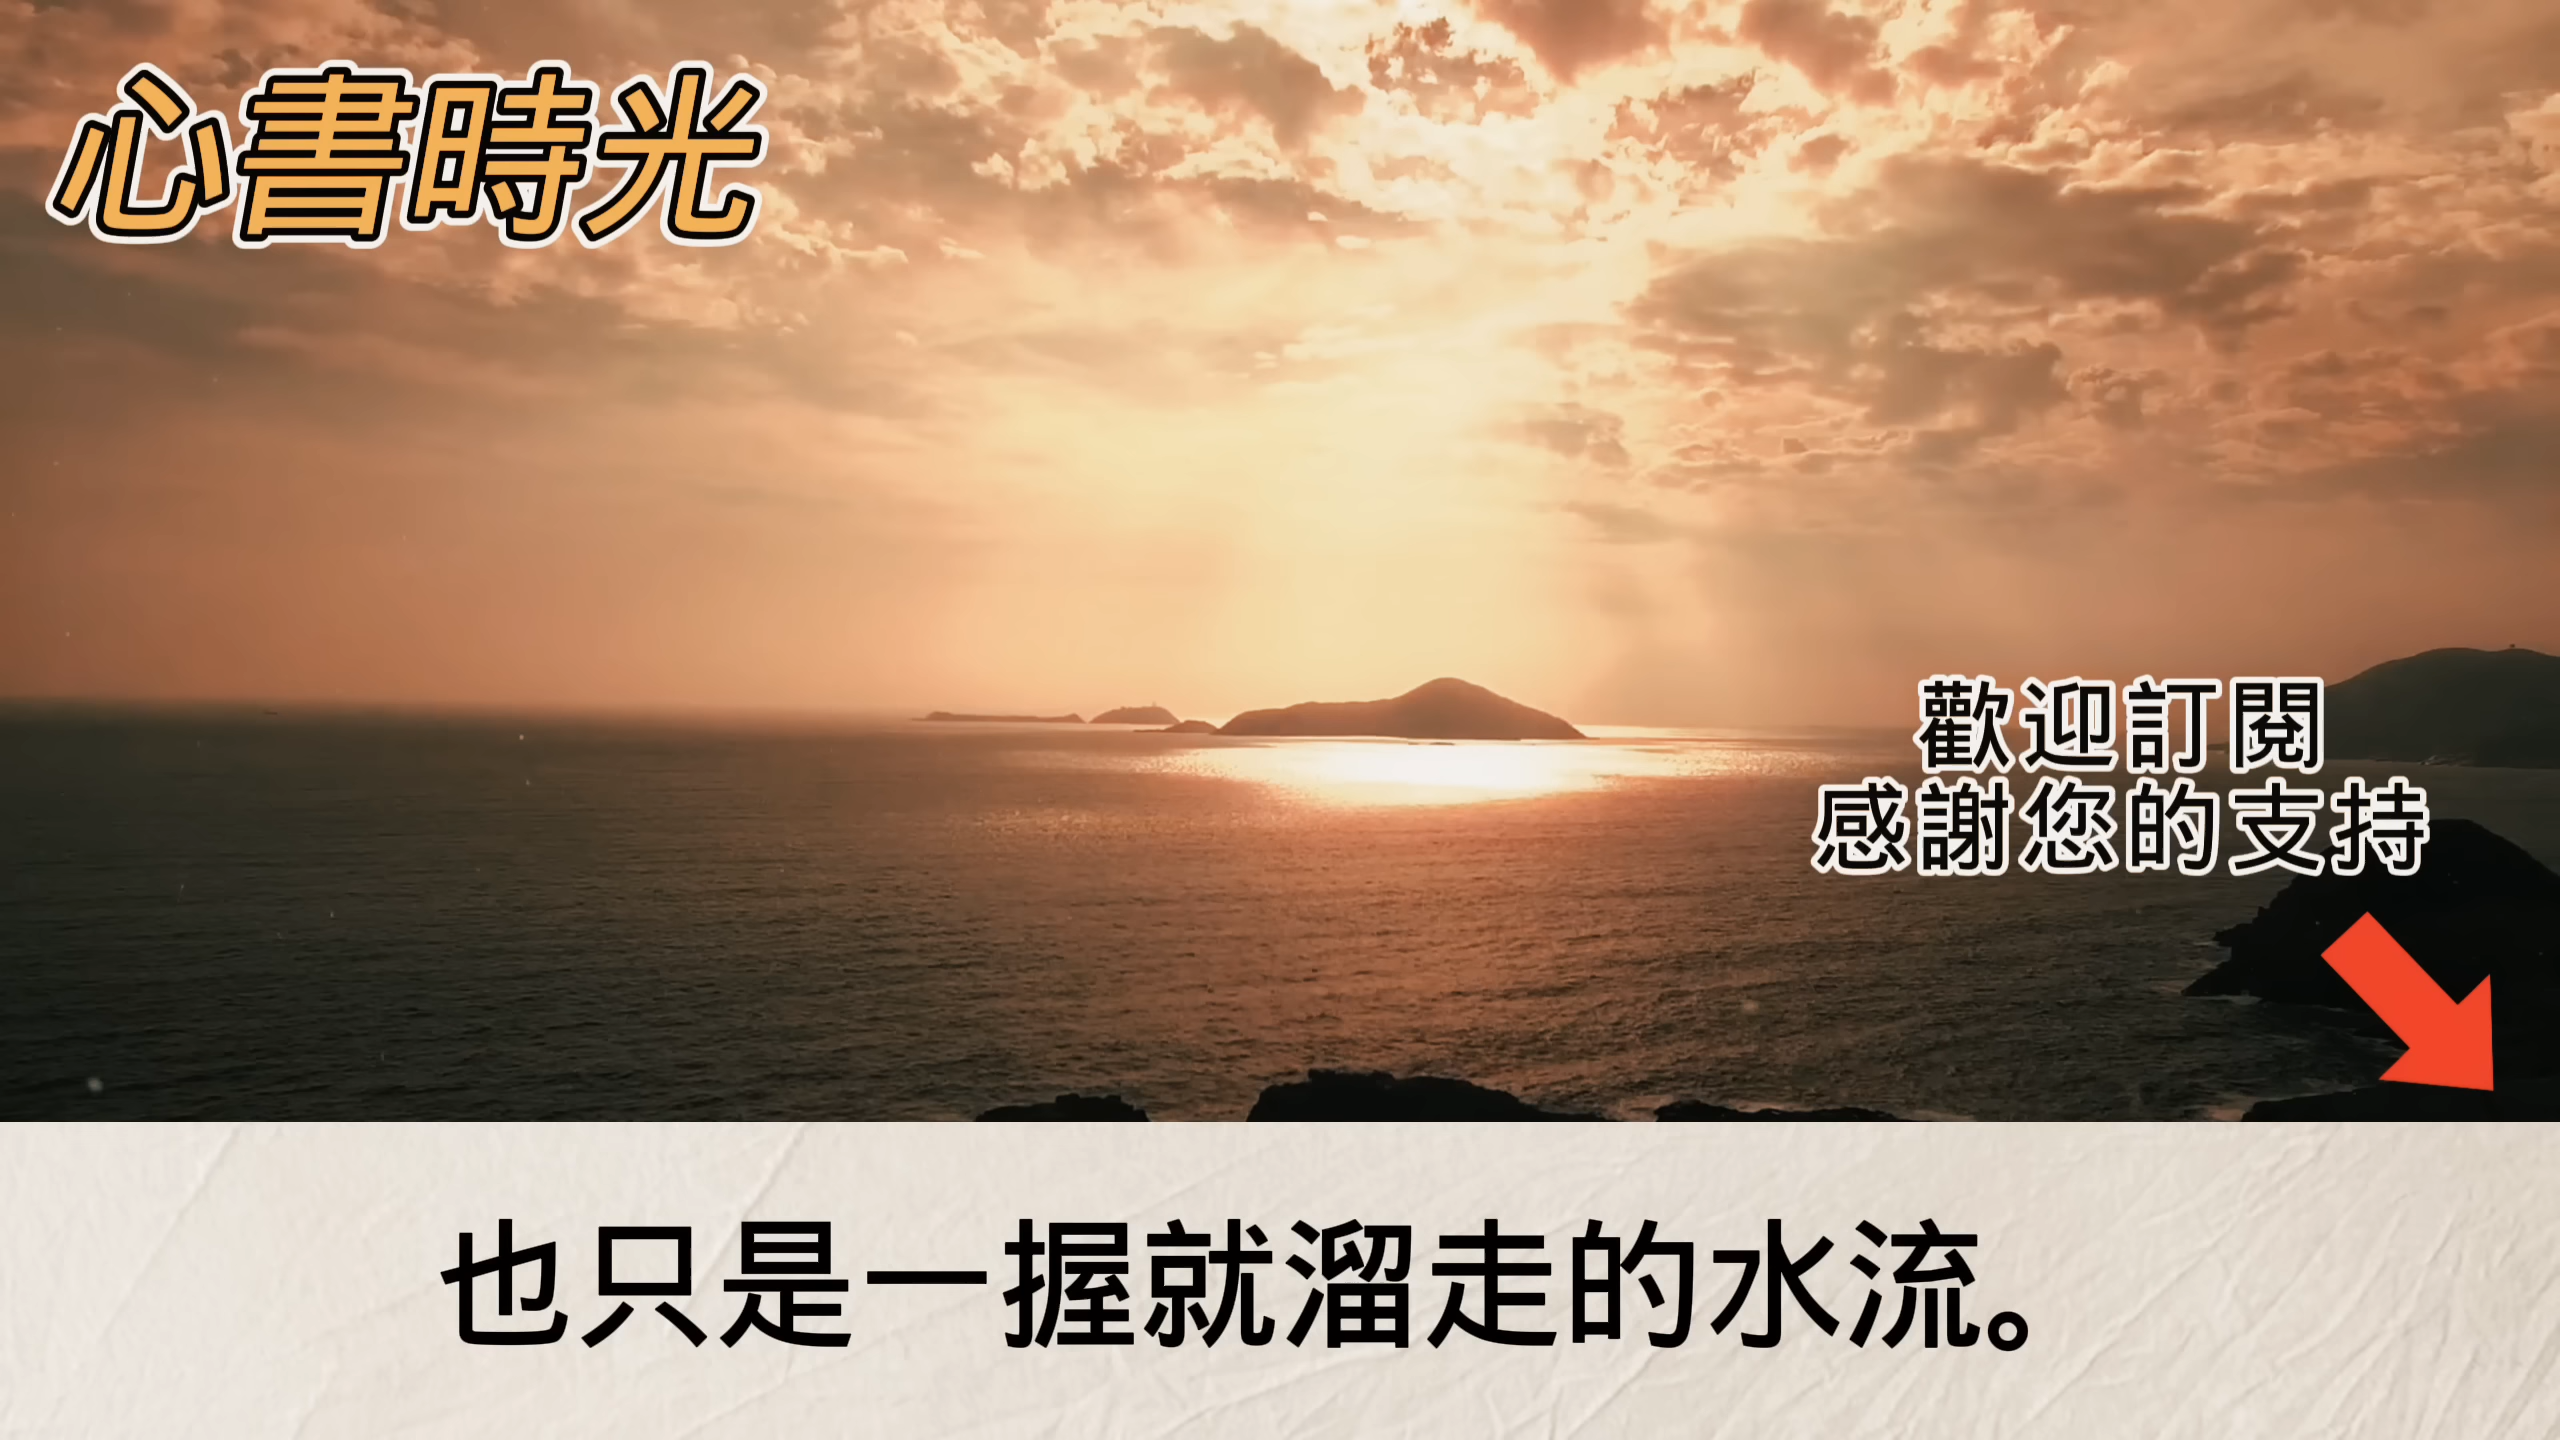 心書時光
歡迎訂閱
感謝您的支持
也只是一握就溜走的水流。